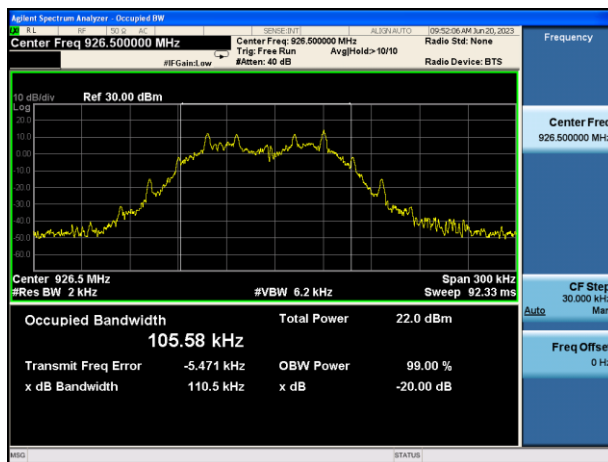 Agilent Spectrum Analyzer - Occupied BW
RL RF 50 Ω AC SENSE:INT ALIGN AUTO 09:52:06 AM Jun 20, 2023
Center Freq 926.500000 MHz Center Freq: 926.500000 MHz Radio Std: None Frequency
Trig: Free Run Avg|Hold:> 10/10
#IFGain:Low #Atten: 40 dB Radio Device: BTS
10 dB/div Ref 30.00 dBm
Log
20.0
10.0
0.00
-10.0
-20.0
-30.0
-40.0
-50.0
-60.0
Center Freq
926.500000 MHz
Center 926.5 MHz Span 300 kHz
#Res BW 2 kHz #VBW 6.2 kHz Sweep 92.33 ms
CF Step
30.000 kHz
Auto Man
Occupied Bandwidth Total Power 22.0 dBm
105.58 kHz
Freq Offset
0 Hz
Transmit Freq Error -5.471 kHz OBW Power 99.00 %
x dB Bandwidth 110.5 kHz x dB -20.00 dB
MSG STATUS